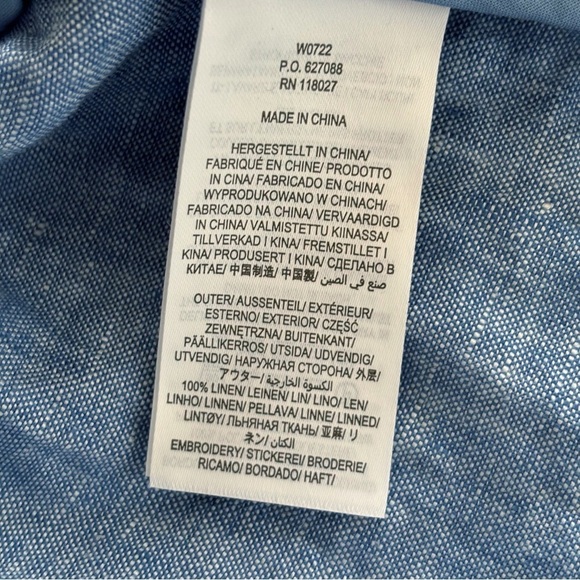 W0722
P.O. 627088
RN 118027
MADE IN CHINA
HERGESTELLT IN CHINA/
FABRIQUÉ EN CHINE/ PRODOTTO
IN CINA/ FABRICADO EN CHINA/
WYPRODUKOWANO W CHINACH/
FABRICADO NA CHINA/ VERVAARDIGD
IN CHINA/ VALMISTETTU KIINASSA/
TILLVERKAD I KINA/ FREMSTILLET I
KINA/ PRODUSERT I KINA/ СДЕЛАНО В
КИТАЕ/ 中国制造/ 中国製/ صنع في الصين
OUTER/ AUSSENTEIL/ EXTÉRIEUR/
ESTERNO/ EXTERIOR/ CZĘŚĆ
ZEWNĘTRZNA/ BUITENKANT/
PÄÄLLIKERROS/ UTSIDA/ UDVENDIG/
UTVENDIG/ НАРУЖНАЯ СТОРОНА/ 外层/
アウター/ الكسوة الخارجية/
100% LINEN/ LEINEN/ LIN/ LINO/ LEN/
LINHO/ LINNEN/ PELLAVA/ LINNE/ LINNED/
LINTØY/ ЛЬНЯНАЯ ТКАНЬ/ 亚麻/ リ
ネン/ الكتان/
EMBROIDERY/ STICKEREI/ BRODERIE/
RICAMO/ BORDADO/ HAFT/